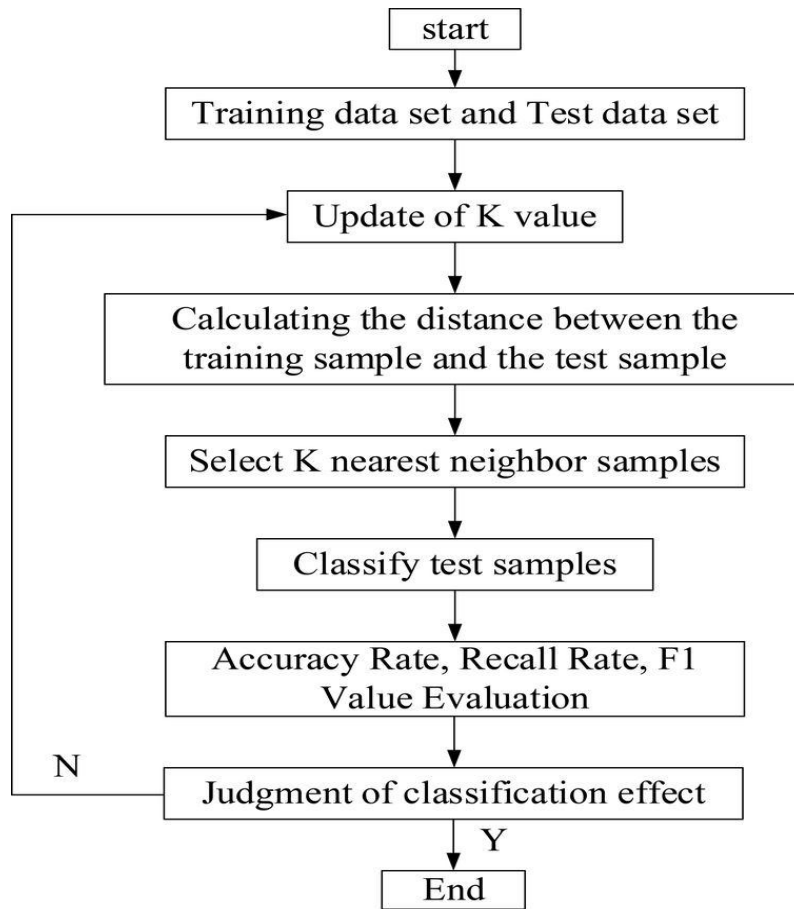 start
Training data set and Test data set
Update of K value
Calculating the distance between the
training sample and the test sample
Select K nearest neighbor samples
Classify test samples
Accuracy Rate, Recall Rate, F1
Value Evaluation
N
Judgment of classification effect
Y
End